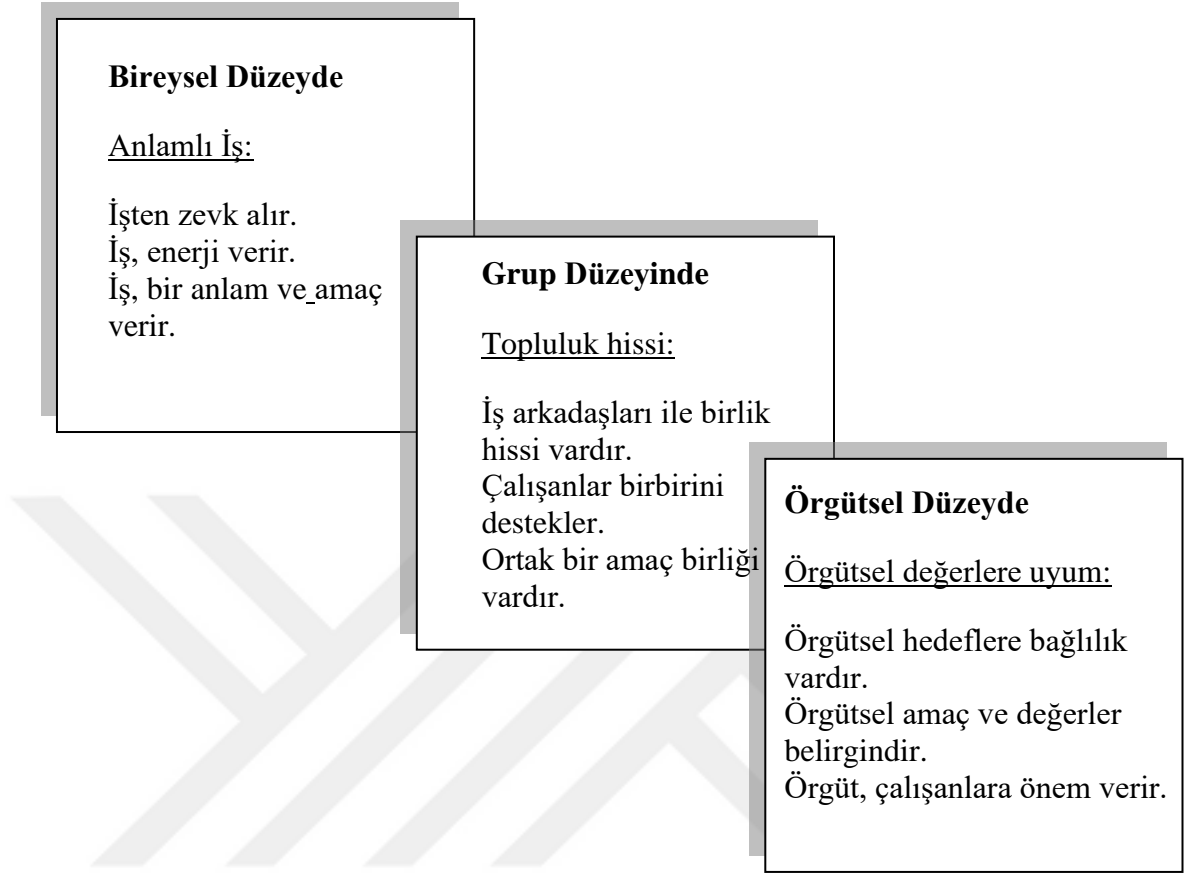 Bireysel Düzeyde
Anlamlı İş:
İşten zevk alır.
İş, enerji verir.
İş, bir anlam ve amaç
verir.
Grup Düzeyinde
Topluluk hissi:
İş arkadaşları ile birlik
hissi vardır.
Çalışanlar birbirini
destekler.
Ortak bir amaç birliği
vardır.
Örgütsel Düzeyde
Örgütsel değerlere uyum:
Örgütsel hedeflere bağlılık
vardır.
Örgütsel amaç ve değerler
belirgindir.
Örgüt, çalışanlara önem verir.